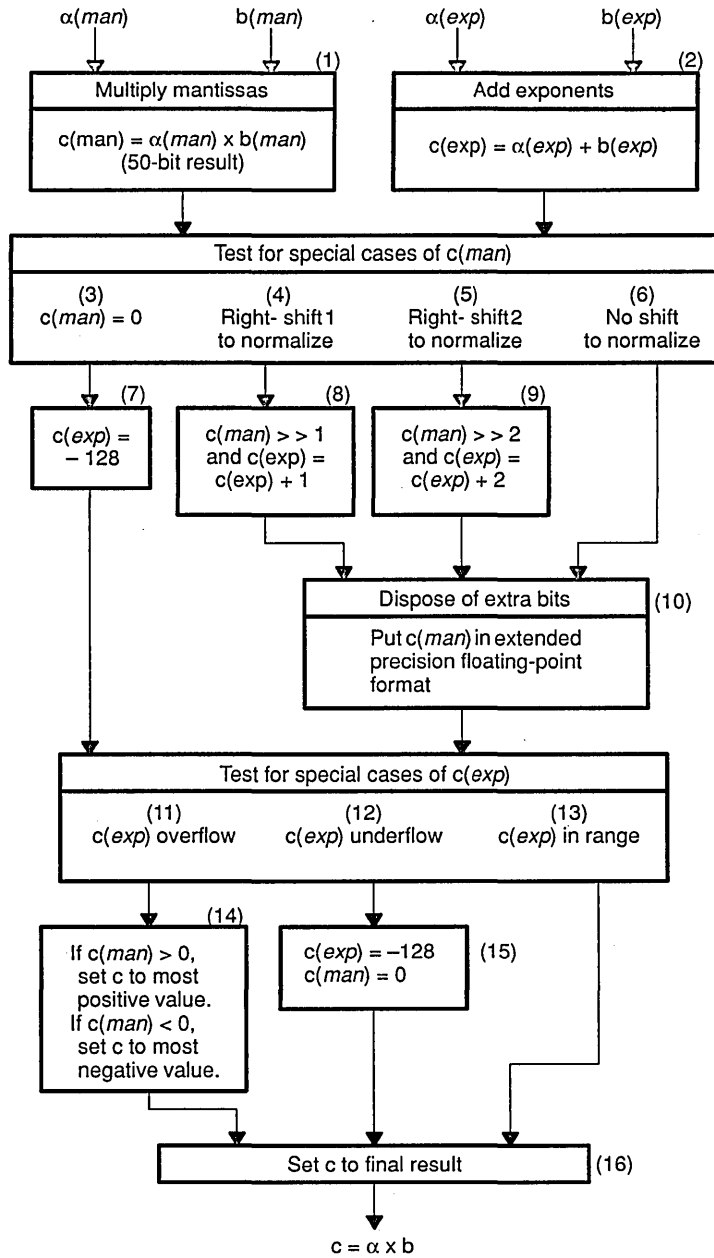 α(man) b(man) α(exp) b(exp)
(1) (2)
Multiply mantissas
c(man) = α(man) x b(man)
(50-bit result)
Add exponents
c(exp) = α(exp) + b(exp)
Test for special cases of c(man)
(3) (4) (5) (6)
c(man) = 0
Right- shift1
to normalize
Right- shift2
to normalize
No shift
to normalize
(7) (8) (9)
c(exp) =
– 128
c(man) > > 1
and c(exp) =
c(exp) + 1
c(man) > > 2
and c(exp) =
c(exp) + 2
Dispose of extra bits
(10)
Put c(man) in extended
precision floating-point
format
Test for special cases of c(exp)
(11) (12) (13)
c(exp) overflow c(exp) underflow c(exp) in range
(14)
If c(man) > 0,
set c to most
positive value.
If c(man) < 0,
set c to most
negative value.
c(exp) = –128
c(man) = 0
(15)
Set c to final result
(16)
c = α x b